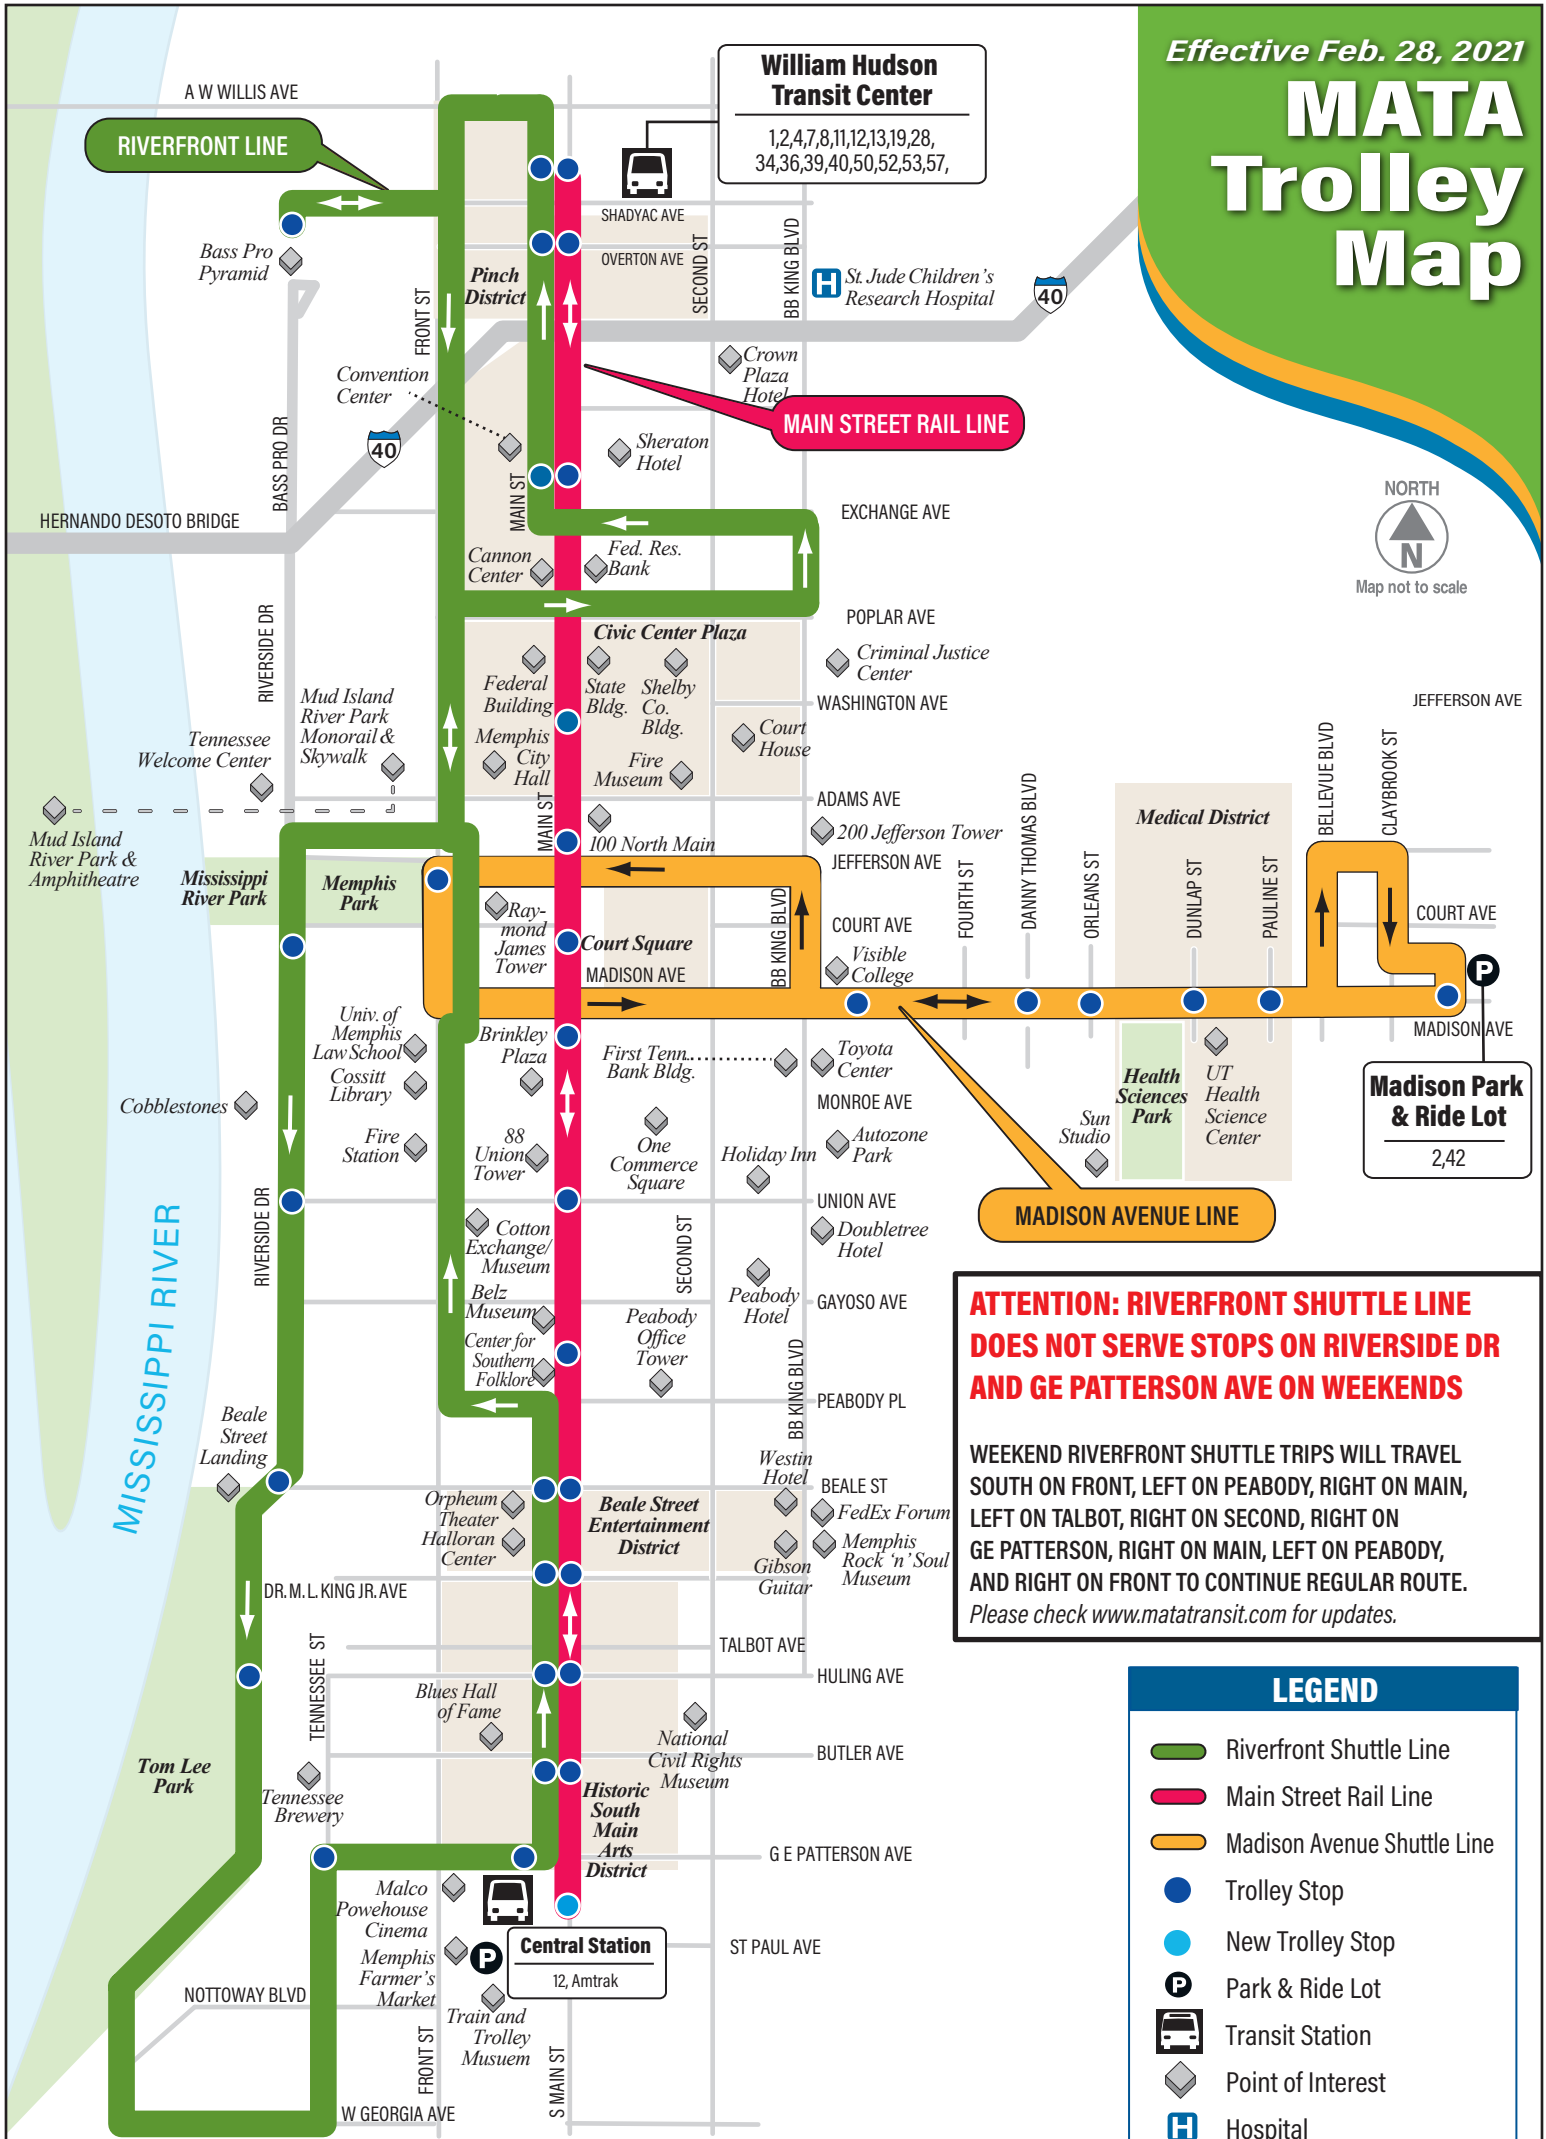 Effective Feb. 28, 2021
MATA
Trolley
Map
William Hudson
Transit Center
1,2,4,7,8,11,12,13,19,28,
34,36,39,40,50,52,53,57,
A W WILLIS AVE
RIVERFRONT LINE
SHADYAC AVE
OVERTON AVE
SECOND ST
BB KING BLVD
Bass Pro
Pyramid
Pinch
District
FRONT ST
H
St. Jude Children's
Research Hospital
40
Convention
Center
Crown
Plaza
Hotel
MAIN STREET RAIL LINE
40
BASS PRO DR
Sheraton
Hotel
MAIN ST
NORTH
N
Map not to scale
HERNANDO DESOTO BRIDGE
EXCHANGE AVE
Cannon
Center
Fed. Res.
Bank
POPLAR AVE
RIVERSIDE DR
Civic Center Plaza
Criminal Justice
Center
Federal
Building
State
Bldg.
Shelby
Co.
Bldg.
WASHINGTON AVE
JEFFERSON AVE
Mud Island
River Park
Monorail &
Skywalk
Tennessee
Welcome Center
Memphis
City
Hall
Fire
Museum
Court
House
MAIN ST
ADAMS AVE
DANNY THOMAS BLVD
BELLEVUE BLVD
CLAYBROOK ST
Medical District
Mud Island
River Park &
Amphitheatre
100 North Main
200 Jefferson Tower
JEFFERSON AVE
Mississippi
River Park
Memphis
Park
Ray-
mond
James
Tower
Court Square
MADISON AVE
BB KING BLVD
COURT AVE
Visible
College
FOURTH ST
ORLEANS ST
DUNLAP ST
PAULINE ST
COURT AVE
P
MADISON AVE
Univ. of
Memphis
Law School
Cossitt
Library
Brinkley
Plaza
First Tenn.
Bank Bldg.
Toyota
Center
Madison Park
& Ride Lot
2,42
Cobblestones
MONROE AVE
Health
Sciences
Park
UT
Health
Science
Center
Sun
Studio
Fire
Station
88
Union
Tower
One
Commerce
Square
Holiday Inn
Autozone
Park
UNION AVE
MADISON AVENUE LINE
RIVERSIDE DR
MISSISSIPPI RIVER
Cotton
Exchange/
Museum
SECOND ST
Doubletree
Hotel
Belz
Museum
Peabody
Hotel
GAYOSO AVE
Center for
Southern
Folklore
Peabody
Office
Tower
BB KING BLVD
PEABODY PL
ATTENTION: RIVERFRONT SHUTTLE LINE
DOES NOT SERVE STOPS ON RIVERSIDE DR
AND GE PATTERSON AVE ON WEEKENDS
WEEKEND RIVERFRONT SHUTTLE TRIPS WILL TRAVEL
SOUTH ON FRONT, LEFT ON PEABODY, RIGHT ON MAIN,
LEFT ON TALBOT, RIGHT ON SECOND, RIGHT ON
GE PATTERSON, RIGHT ON MAIN, LEFT ON PEABODY,
AND RIGHT ON FRONT TO CONTINUE REGULAR ROUTE.
Please check www.matatransit.com for updates.
Beale
Street
Landing
Westin
Hotel
BEALE ST
Orpheum
Theater
Halloran
Center
Beale Street
Entertainment
District
FedEx Forum
Gibson
Guitar
Memphis
Rock 'n' Soul
Museum
DR. M. L. KING JR. AVE
TENNESSEE ST
TALBOT AVE
HULING AVE
Blues Hall
of Fame
National
Civil Rights
Museum
BUTLER AVE
Tom Lee
Park
Tennessee
Brewery
Historic
South
Main
Arts
District
G E PATTERSON AVE
Malco
Powehouse
Cinema
Central Station
12, Amtrak
ST PAUL AVE
Memphis
Farmer's
Market
P
NOTTOWAY BLVD
Train and
Trolley
Musuem
FRONT ST
S MAIN ST
W GEORGIA AVE
LEGEND
Riverfront Shuttle Line
Main Street Rail Line
Madison Avenue Shuttle Line
Trolley Stop
New Trolley Stop
P
Park & Ride Lot
Transit Station
Point of Interest
H
Hospital